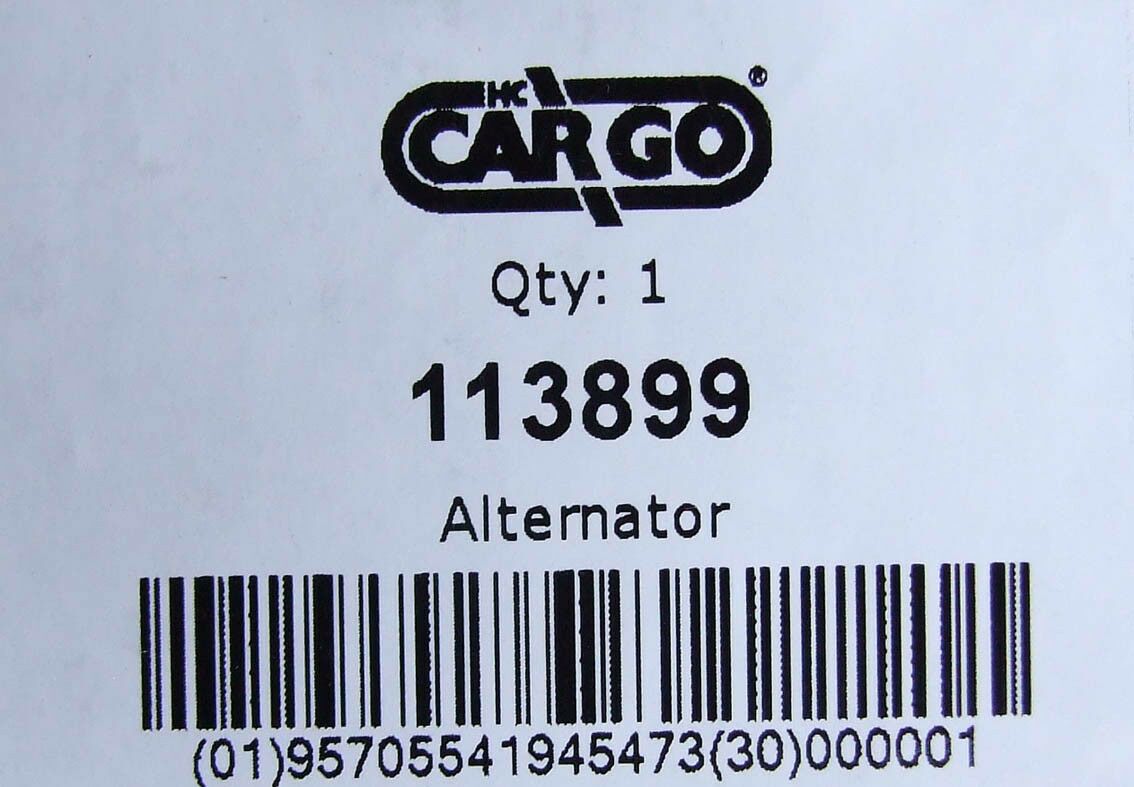 HC
CARGO®
Qty: 1
113899
Alternator
(01)95705541945473(30)000001